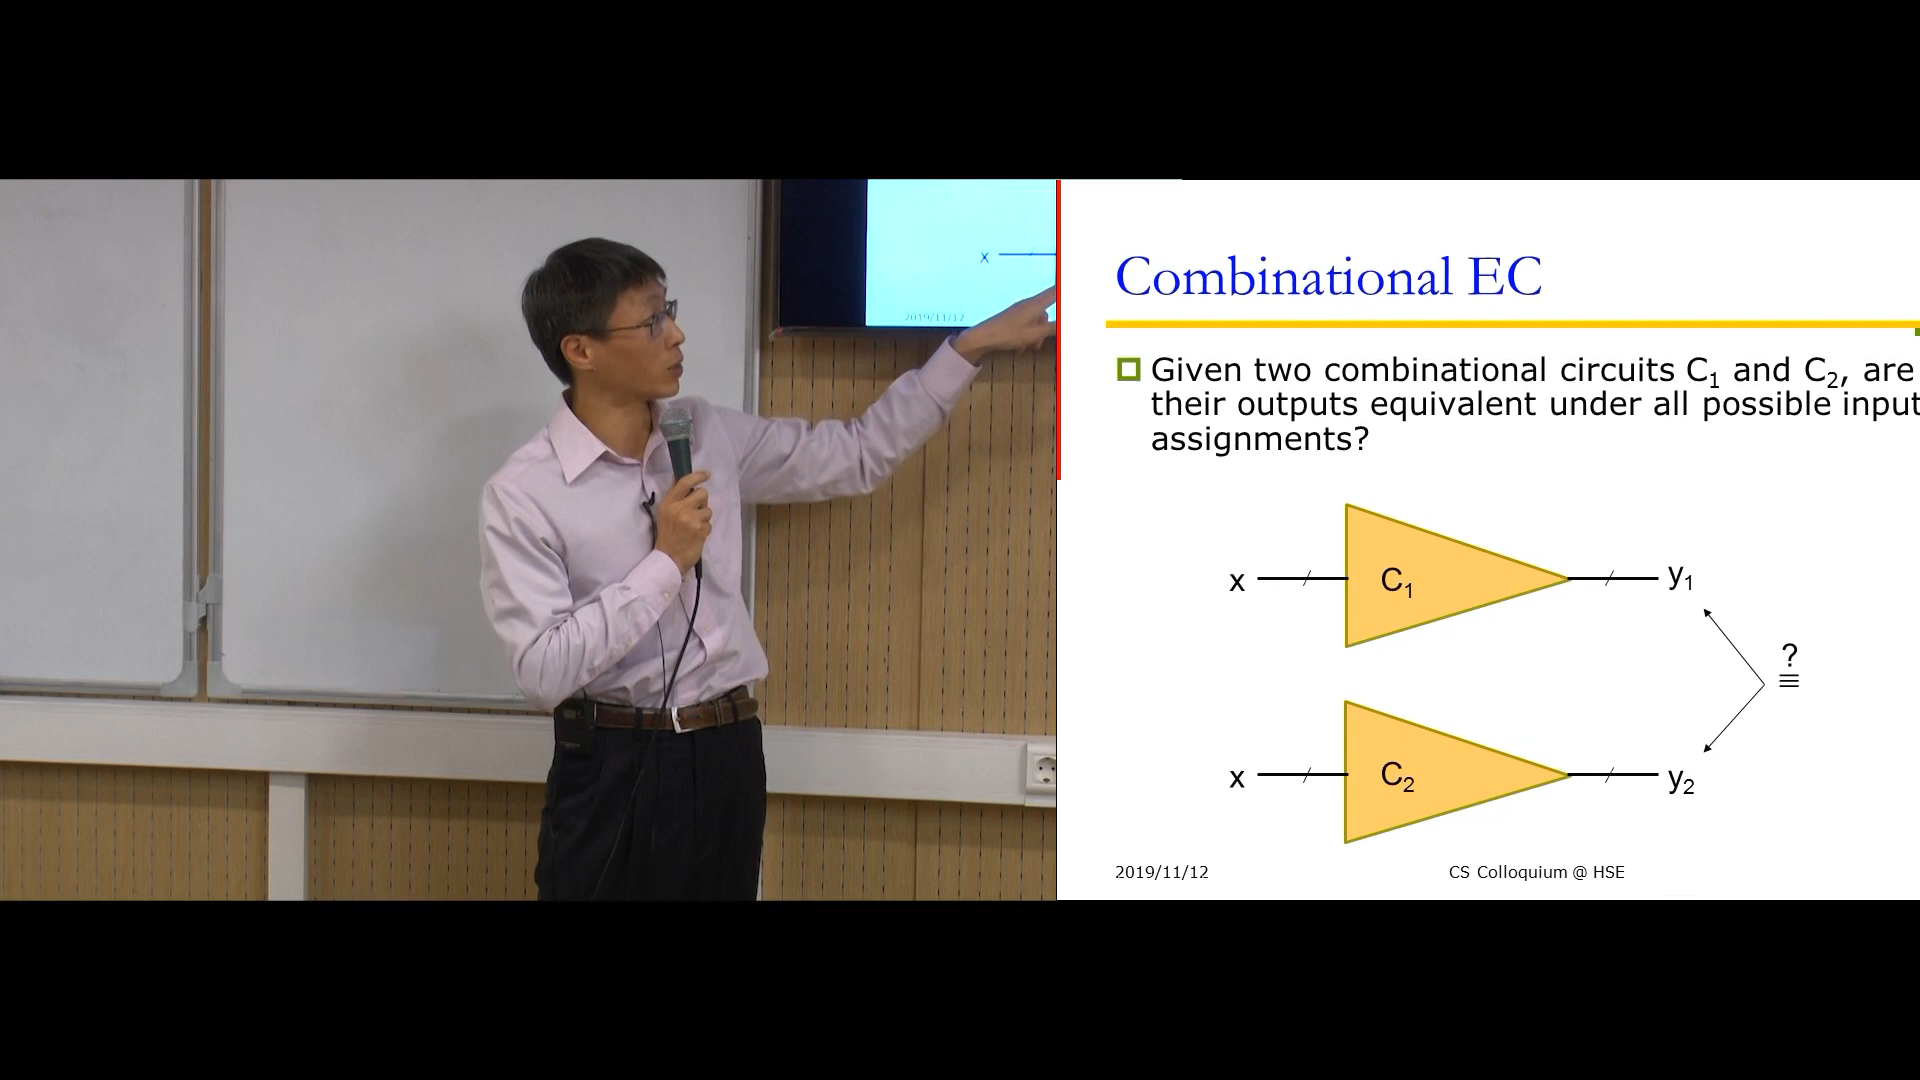 x
2019/11/12
Combinational EC
Given two combinational circuits C₁ and C₂, are
their outputs equivalent under all possible input
assignments?
x C₁ y₁
?
≡
x C₂ y₂
2019/11/12 CS Colloquium @ HSE